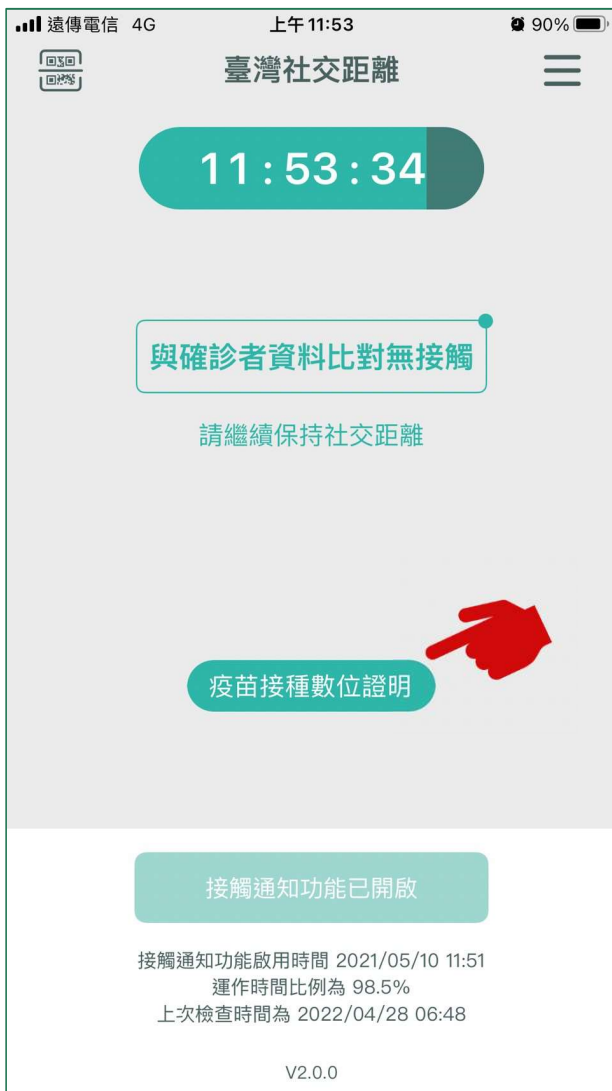 遠傳電信 4G 上午11:53 90%
臺灣社交距離
11:53:34
與確診者資料比對無接觸
請繼續保持社交距離
疫苗接種數位證明
接觸通知功能已開啟
接觸通知功能啟用時間 2021/05/10 11:51
運作時間比例為 98.5%
上次檢查時間為 2022/04/28 06:48
V2.0.0